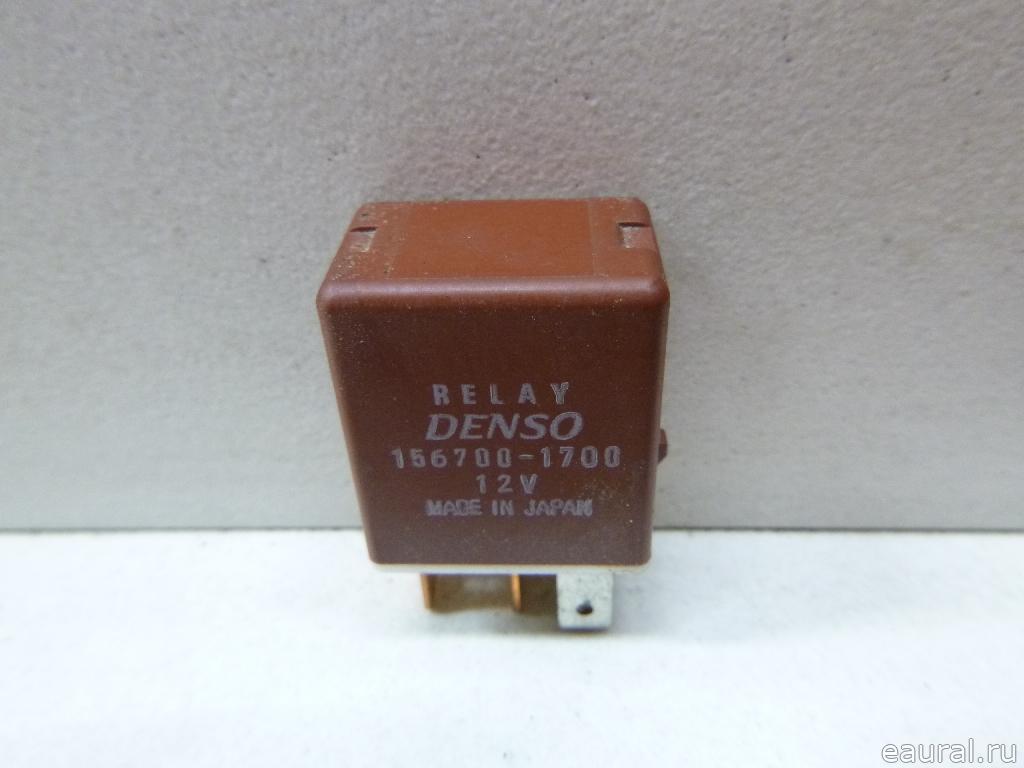 RELAY
DENSO
156700-1700
12V
MADE IN JAPAN
eaural.ru